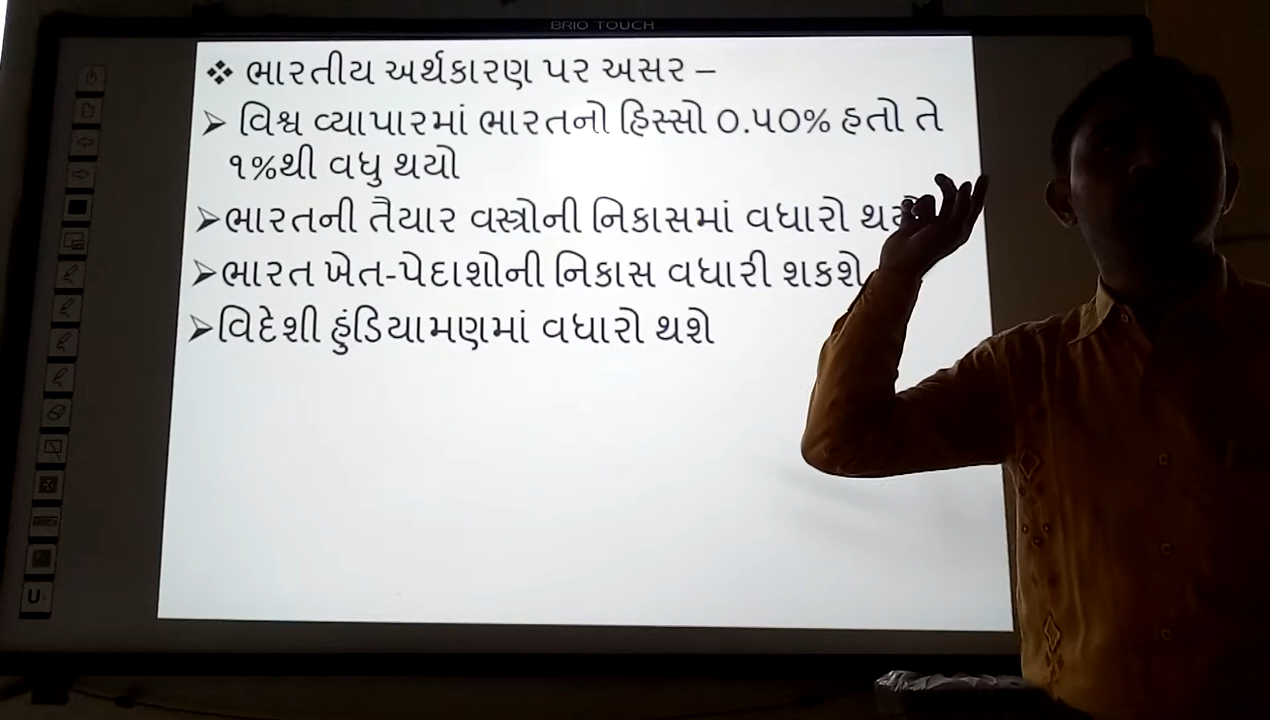 BRIO TOUCH
❖ ભારતીય અર્થકારણ પર અસર –
➢ વિશ્વ વ્યાપારમાં ભારતનો હિસ્સો 0.૫0% હતો તે
૧%થી વધુ થયો
➢ભારતની તૈયાર વસ્ત્રોની નિકાસમાં વધારો
➢ભારત ખેત-પેદાશોની નિકાસ વધારી શકશે
➢વિદેશી હુંડિયામણમાં વધારો થશે